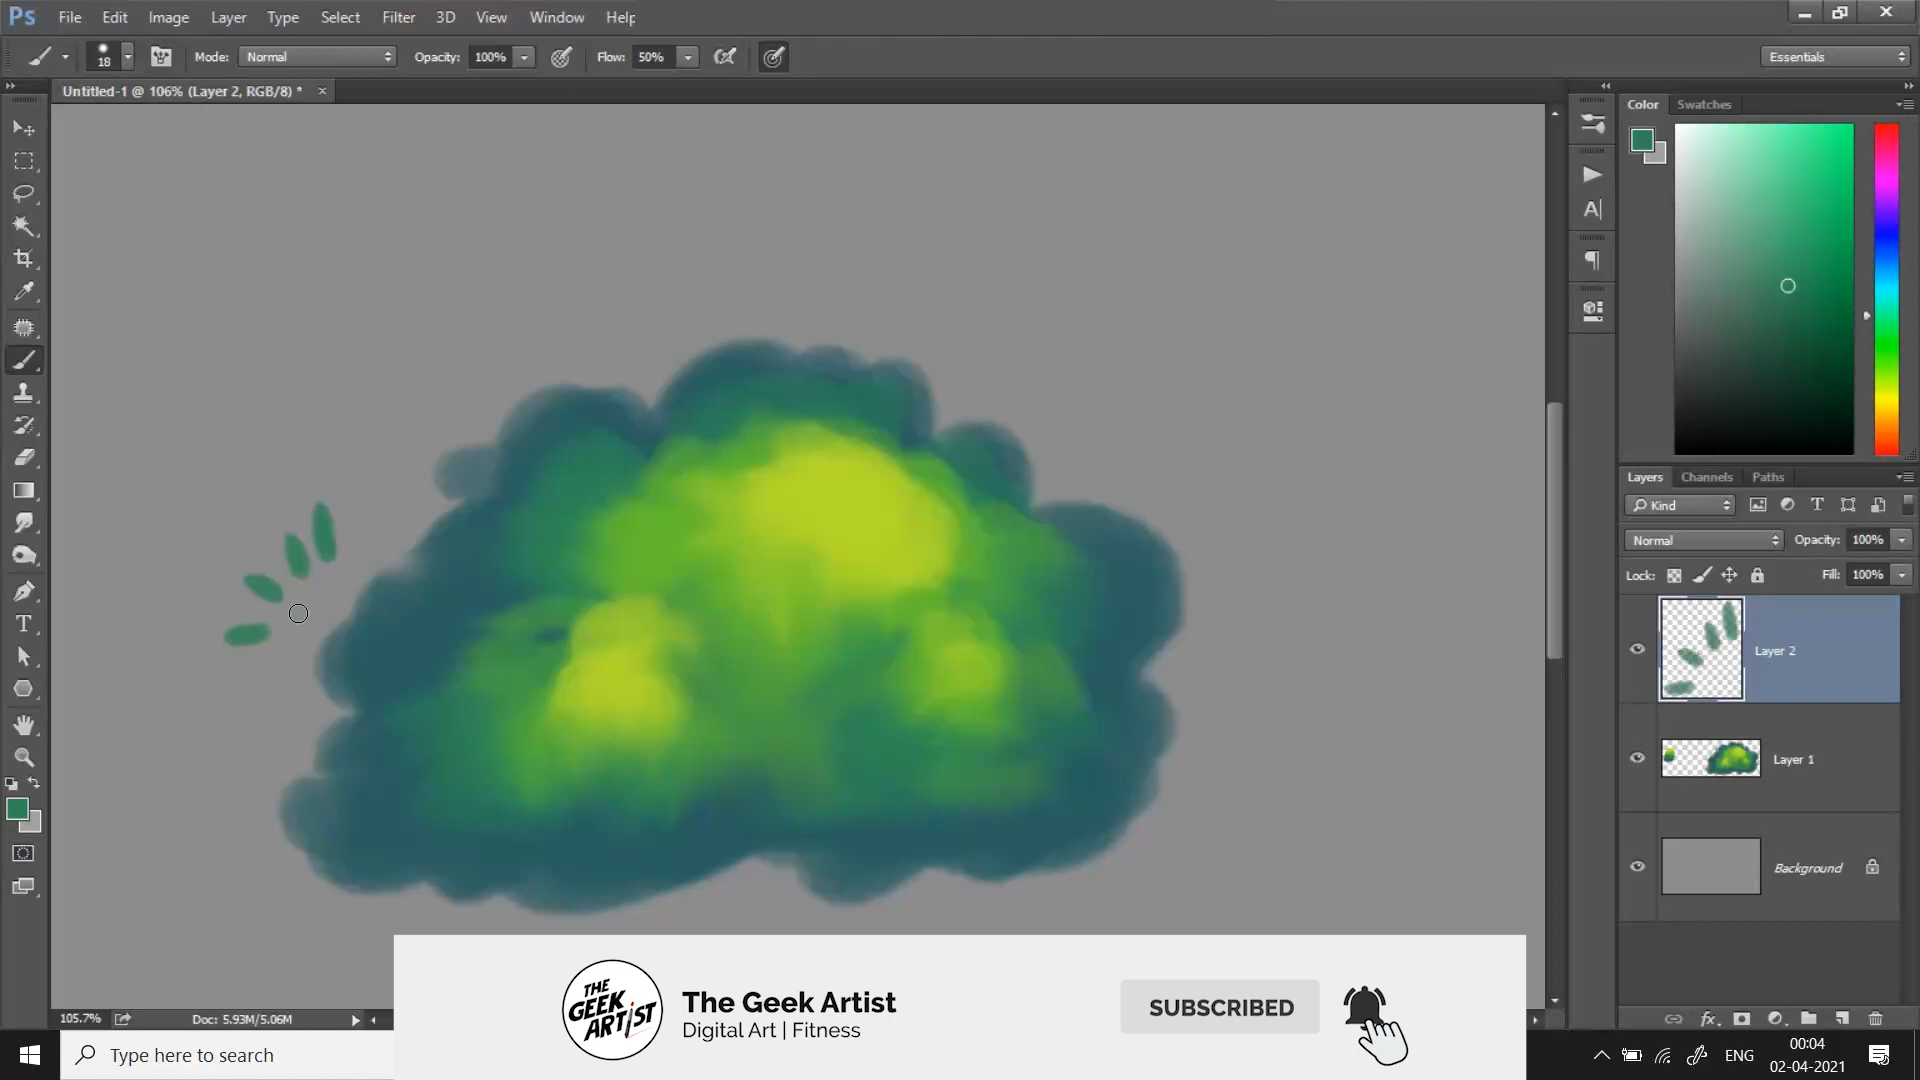 Ps File Edit Image Layer Type Select Filter 3D View Window Help
18 Mode: Normal Opacity: 100% Flow: 50% Essentials
Untitled-1 @ 106% (Layer 2, RGB/8) * ×
Color Swatches
Layers Channels Paths
Kind
Normal Opacity: 100%
Lock: Fill: 100%
Layer 2
Layer 1
Background
105.7% Doc: 5.93M/5.06M
THE GEEK ARTIST
The Geek Artist
Digital Art | Fitness
SUBSCRIBED
Type here to search
ENG
00:04
02-04-2021